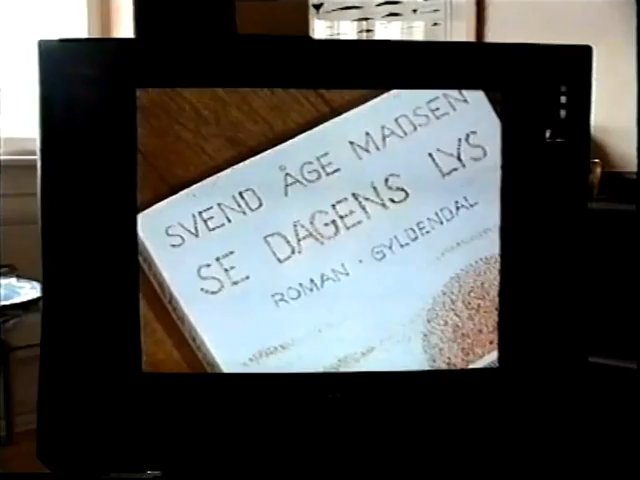 SVEND ÅGE MADSEN
SE DAGENS LYS
ROMAN · GYLDENDAL